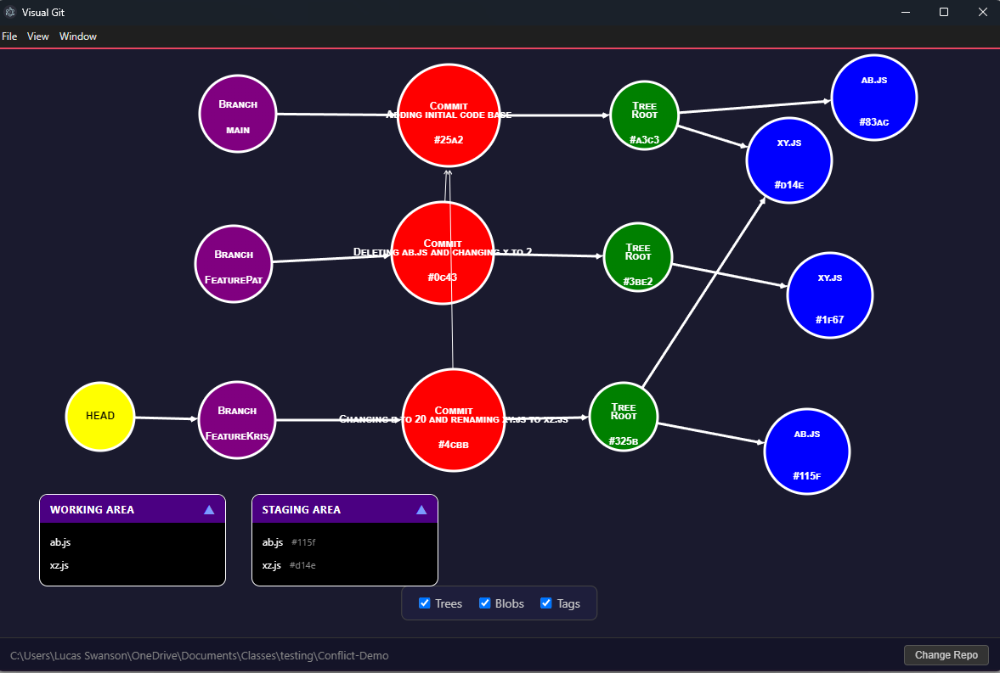 Visual Git
File View Window
Branch
main
Commit
Adding initial code base
#25a2
Tree
Root
#a3c3
ab.js
#83ac
xy.js
#d14e
Branch
FeaturePat
Commit
Deleting ab.js and changing x to 2
#0c43
Tree
Root
#3be2
xy.js
#1f67
HEAD
Branch
FeatureKris
Commit
Changing b to 20 and renaming xy.js to xz.js
#4cbb
Tree
Root
#325b
ab.js
#115f
WORKING AREA
ab.js
xz.js
STAGING AREA
ab.js #115f
xz.js #d14e
Trees Blobs Tags
C:\Users\Lucas Swanson\OneDrive\Documents\Classes\testing\Conflict-Demo
Change Repo